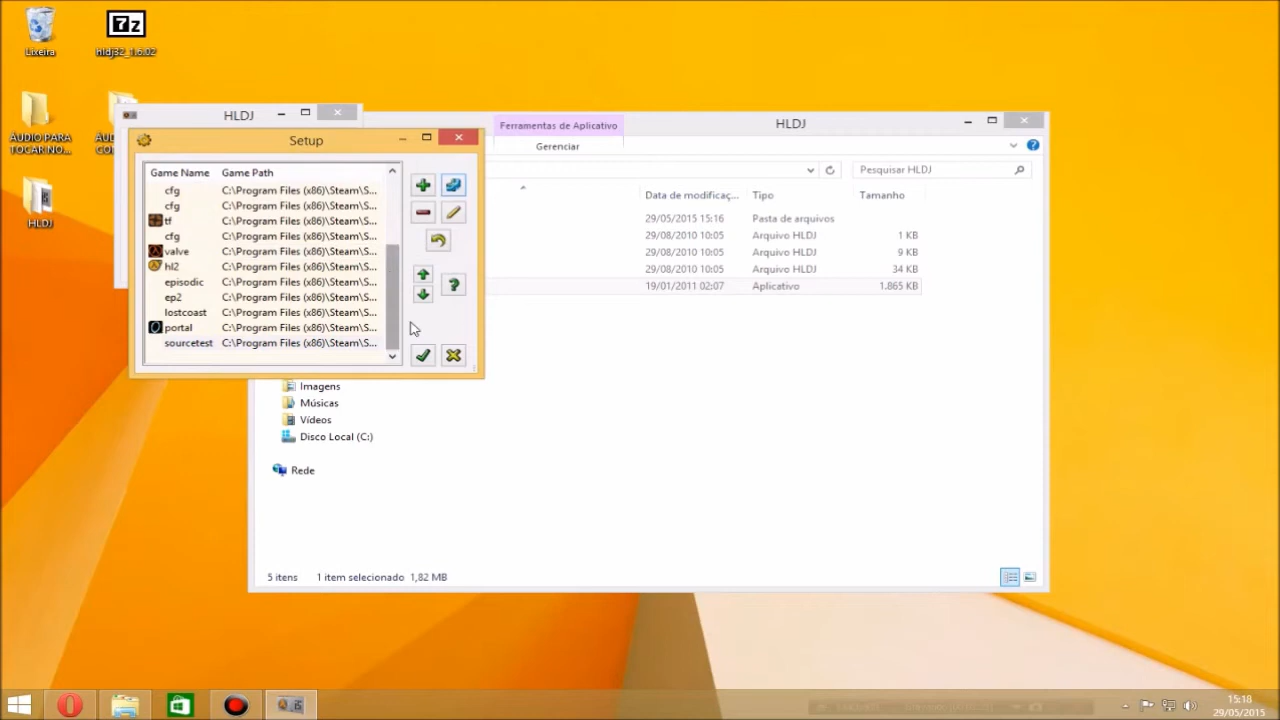 Lixeira
hldj32_1.6.02
ÁUDIO PARA
TOCAR NO...
HLDJ
HLDJ
Setup
Game Name Game Path
cfg C:\Program Files (x86)\Steam\S...
cfg C:\Program Files (x86)\Steam\S...
tf C:\Program Files (x86)\Steam\S...
cfg C:\Program Files (x86)\Steam\S...
valve C:\Program Files (x86)\Steam\S...
hl2 C:\Program Files (x86)\Steam\S...
episodic C:\Program Files (x86)\Steam\S...
ep2 C:\Program Files (x86)\Steam\S...
lostcoast C:\Program Files (x86)\Steam\S...
portal C:\Program Files (x86)\Steam\S...
sourcetest C:\Program Files (x86)\Steam\S...
Ferramentas de Aplicativo
HLDJ
Gerenciar
Pesquisar HLDJ
Data de modificaç... Tipo Tamanho
29/05/2015 15:16 Pasta de arquivos
29/08/2010 10:05 Arquivo HLDJ 1 KB
29/08/2010 10:05 Arquivo HLDJ 9 KB
29/08/2010 10:05 Arquivo HLDJ 34 KB
19/01/2011 02:07 Aplicativo 1.865 KB
Imagens
Músicas
Vídeos
Disco Local (C:)
Rede
5 itens 1 item selecionado 1,82 MB
15:18
29/05/2015